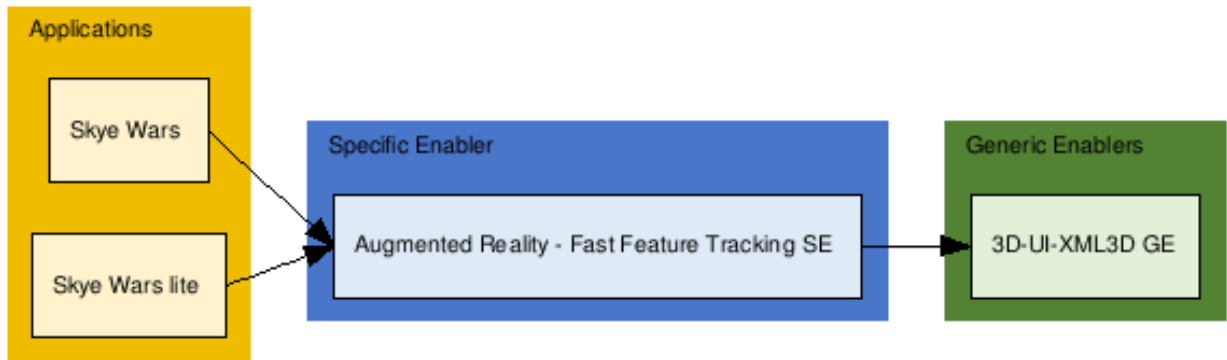 Applications
Skye Wars
Skye Wars lite
Specific Enabler
Augmented Reality - Fast Feature Tracking SE
Generic Enablers
3D-UI-XML3D GE